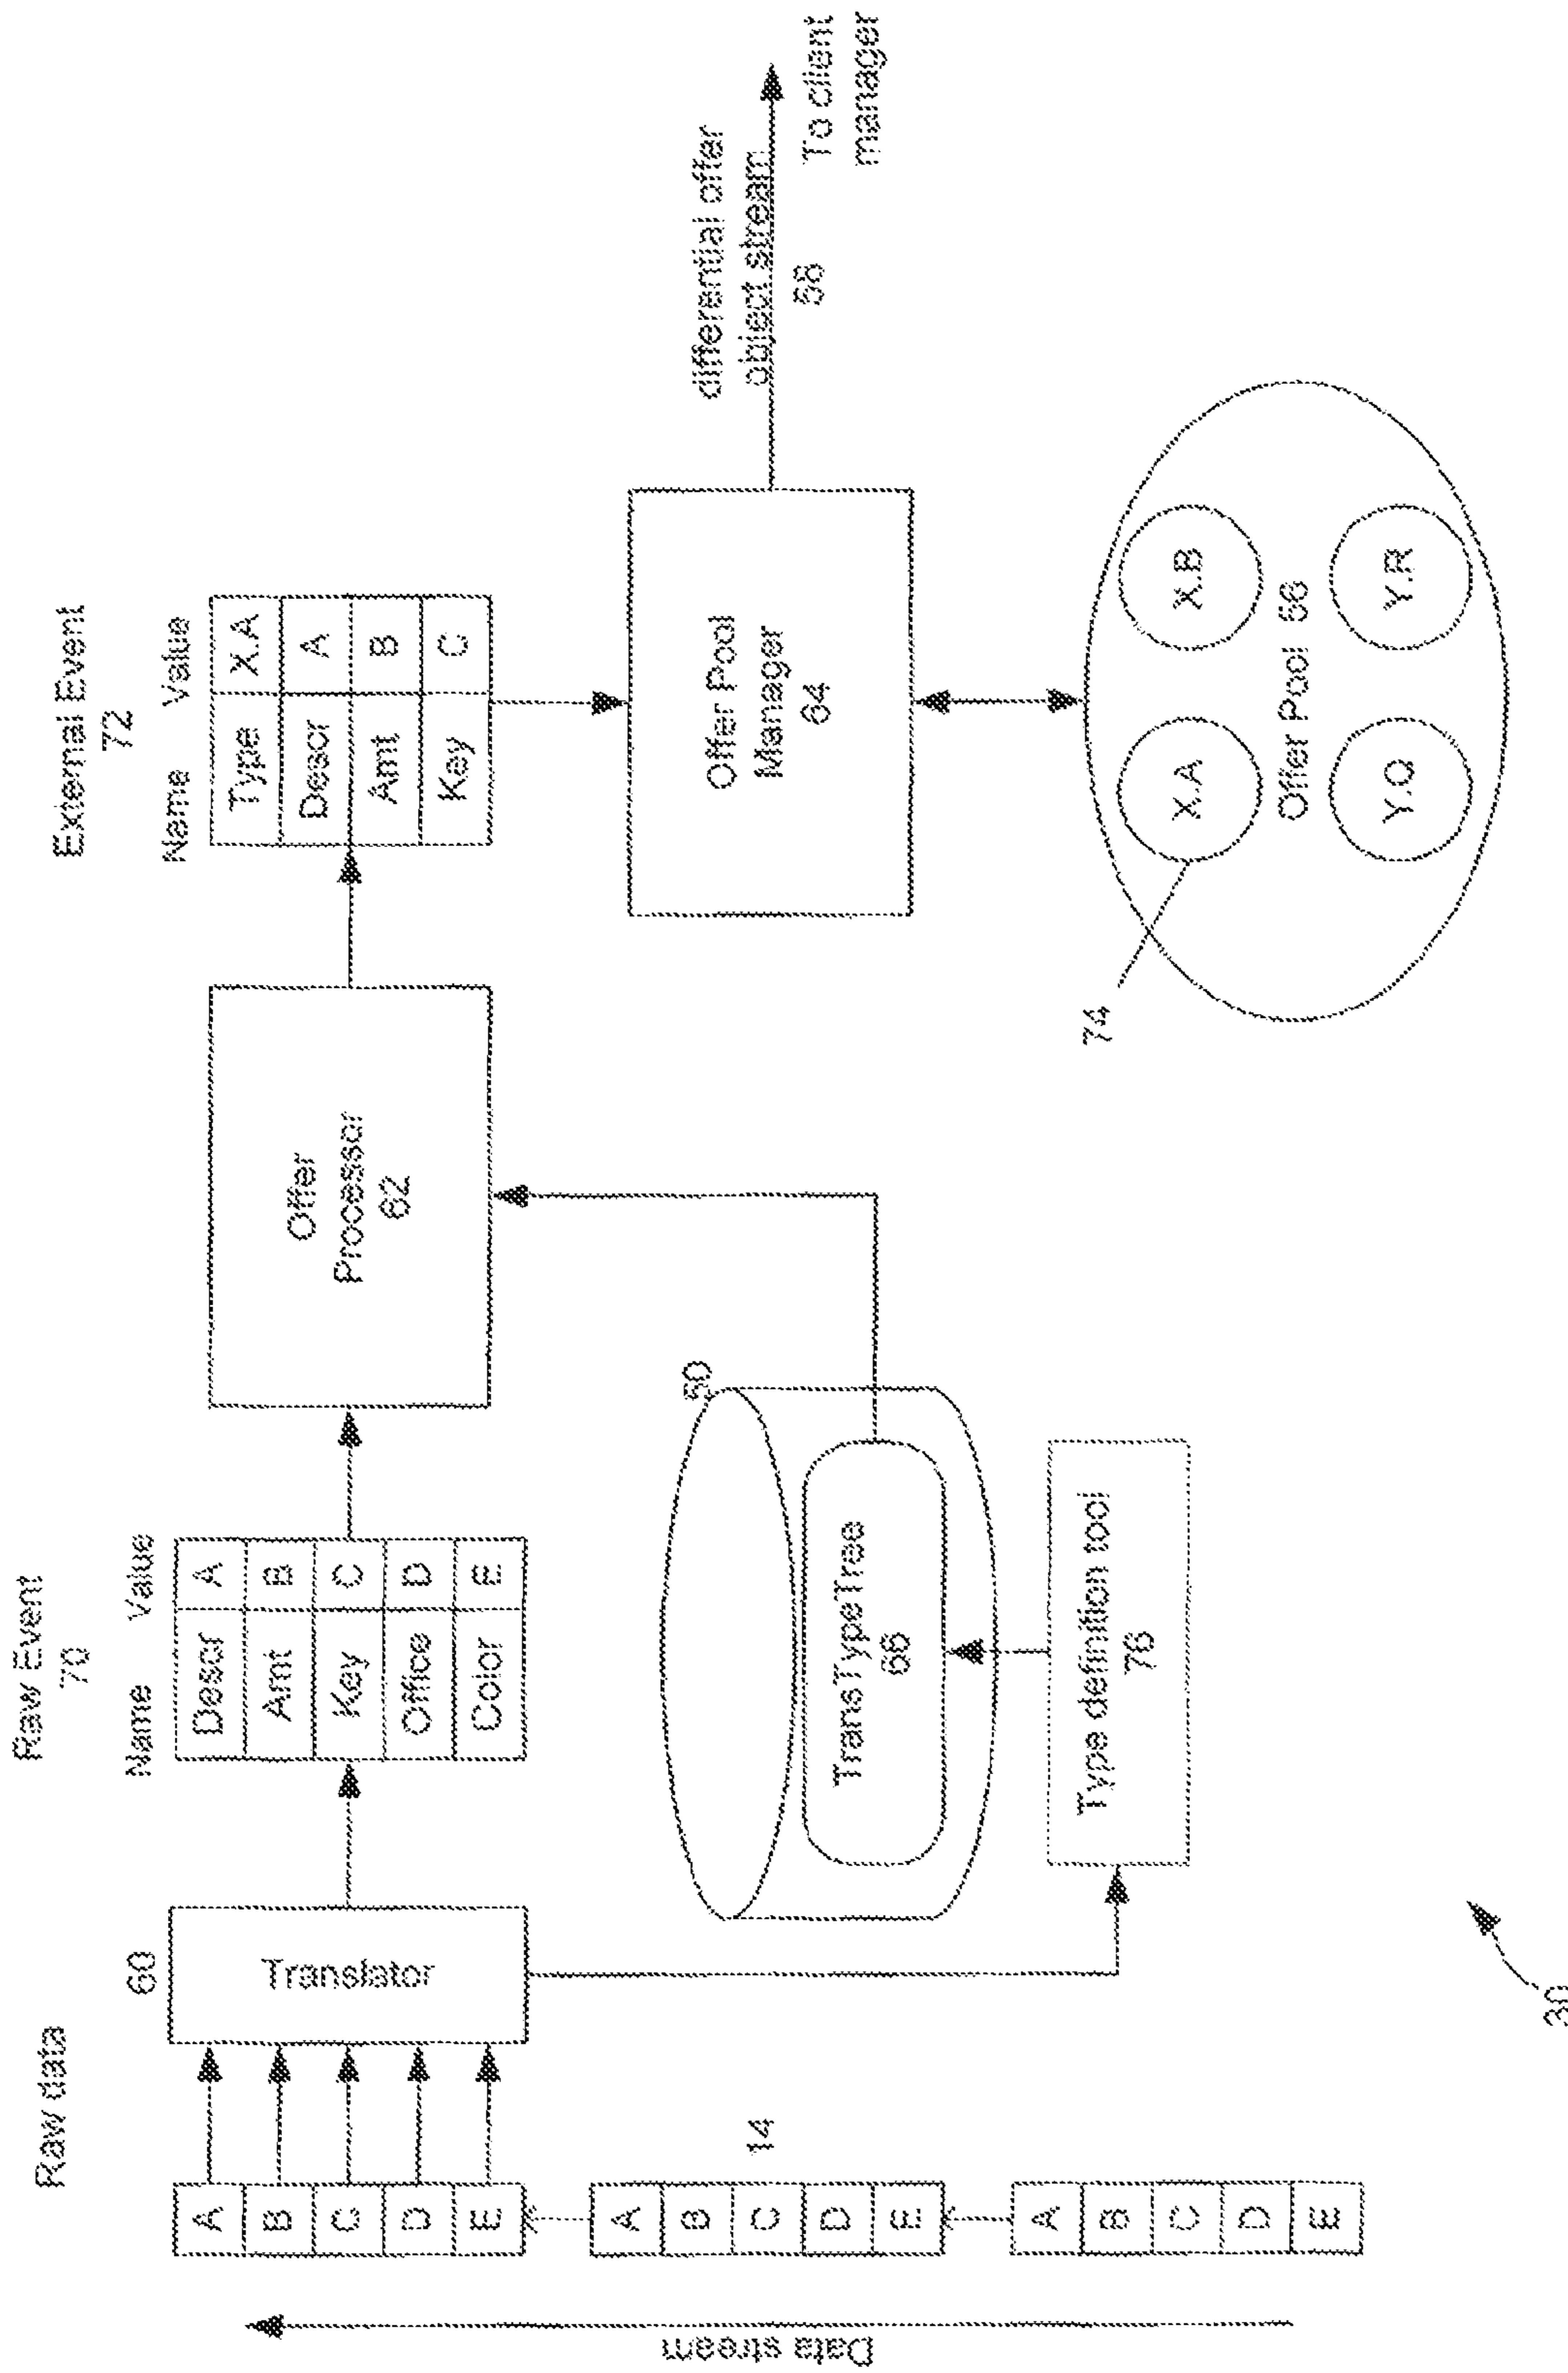 Raw data
Raw Event
70
External Event
72
Name Value
Name Value
60
Translator
A
B
C
D
E
Descr A
Amt B
Key C
Office D
Color E
Offer
Processor
62
Type X.A
Descr A
Amt B
Key C
14
A
B
C
D
E
A
B
C
D
E
Data stream
50
TransTypeTree
66
Type definition tool
76
Offer Pool
Manager
64
differential offer
object stream
58
To client
manager
74
X.A
X.B
Offer Pool 56
Y.Q
Y.R
30